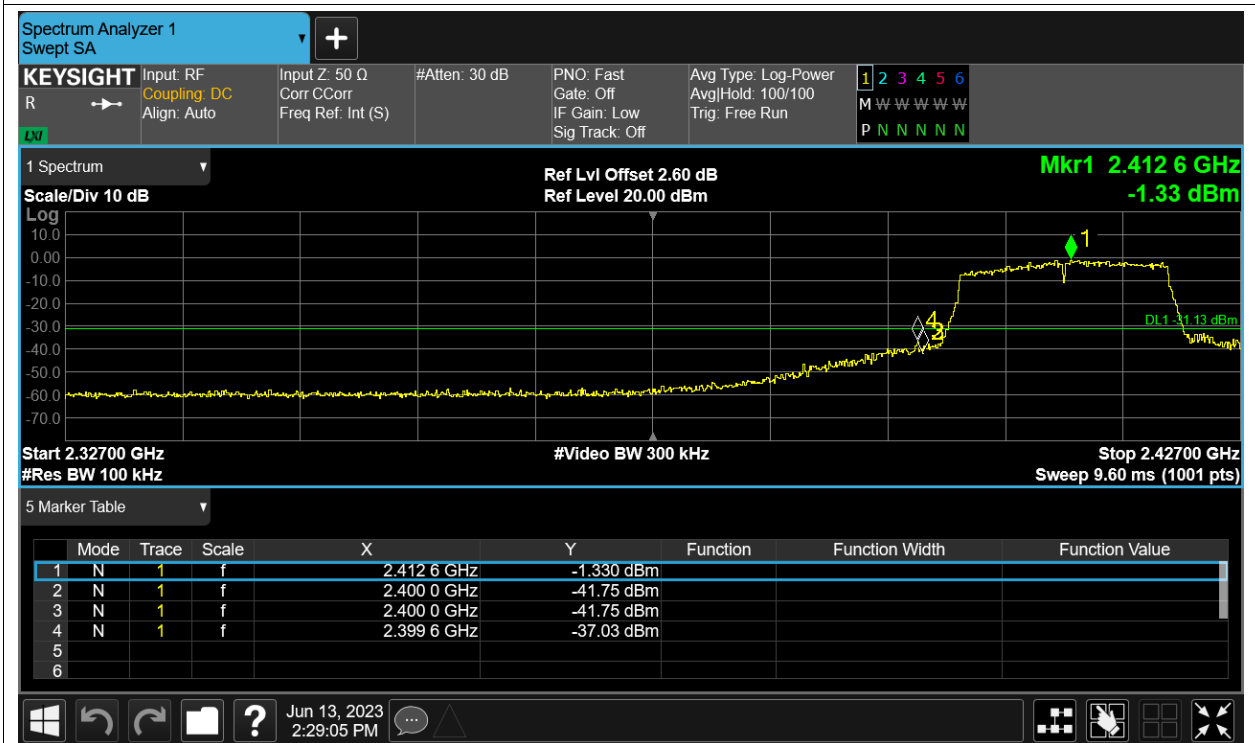 Spectrum Analyzer 1
Swept SA
KEYSIGHT
R
LXI
Input: RF
Coupling: DC
Align: Auto
Input Z: 50 Ω
Corr CCorr
Freq Ref: Int (S)
#Atten: 30 dB
PNO: Fast
Gate: Off
IF Gain: Low
Sig Track: Off
Avg Type: Log-Power
Avg|Hold: 100/100
Trig: Free Run
1 2 3 4 5 6
M W W W W W
P N N N N N
1 Spectrum
Scale/Div 10 dB
Ref Lvl Offset 2.60 dB
Ref Level 20.00 dBm
Mkr1 2.412 6 GHz
-1.33 dBm
Log
10.0
0.00
-10.0
-20.0
-30.0
-40.0
-50.0
-60.0
-70.0
1
4
DL1 -31.13 dBm
Start 2.32700 GHz
#Res BW 100 kHz
#Video BW 300 kHz
Stop 2.42700 GHz
Sweep 9.60 ms (1001 pts)
5 Marker Table
Mode Trace Scale X Y Function Function Width Function Value
1 N 1 f 2.412 6 GHz -1.330 dBm
2 N 1 f 2.400 0 GHz -41.75 dBm
3 N 1 f 2.400 0 GHz -41.75 dBm
4 N 1 f 2.399 6 GHz -37.03 dBm
5
6
?
Jun 13, 2023
2:29:05 PM